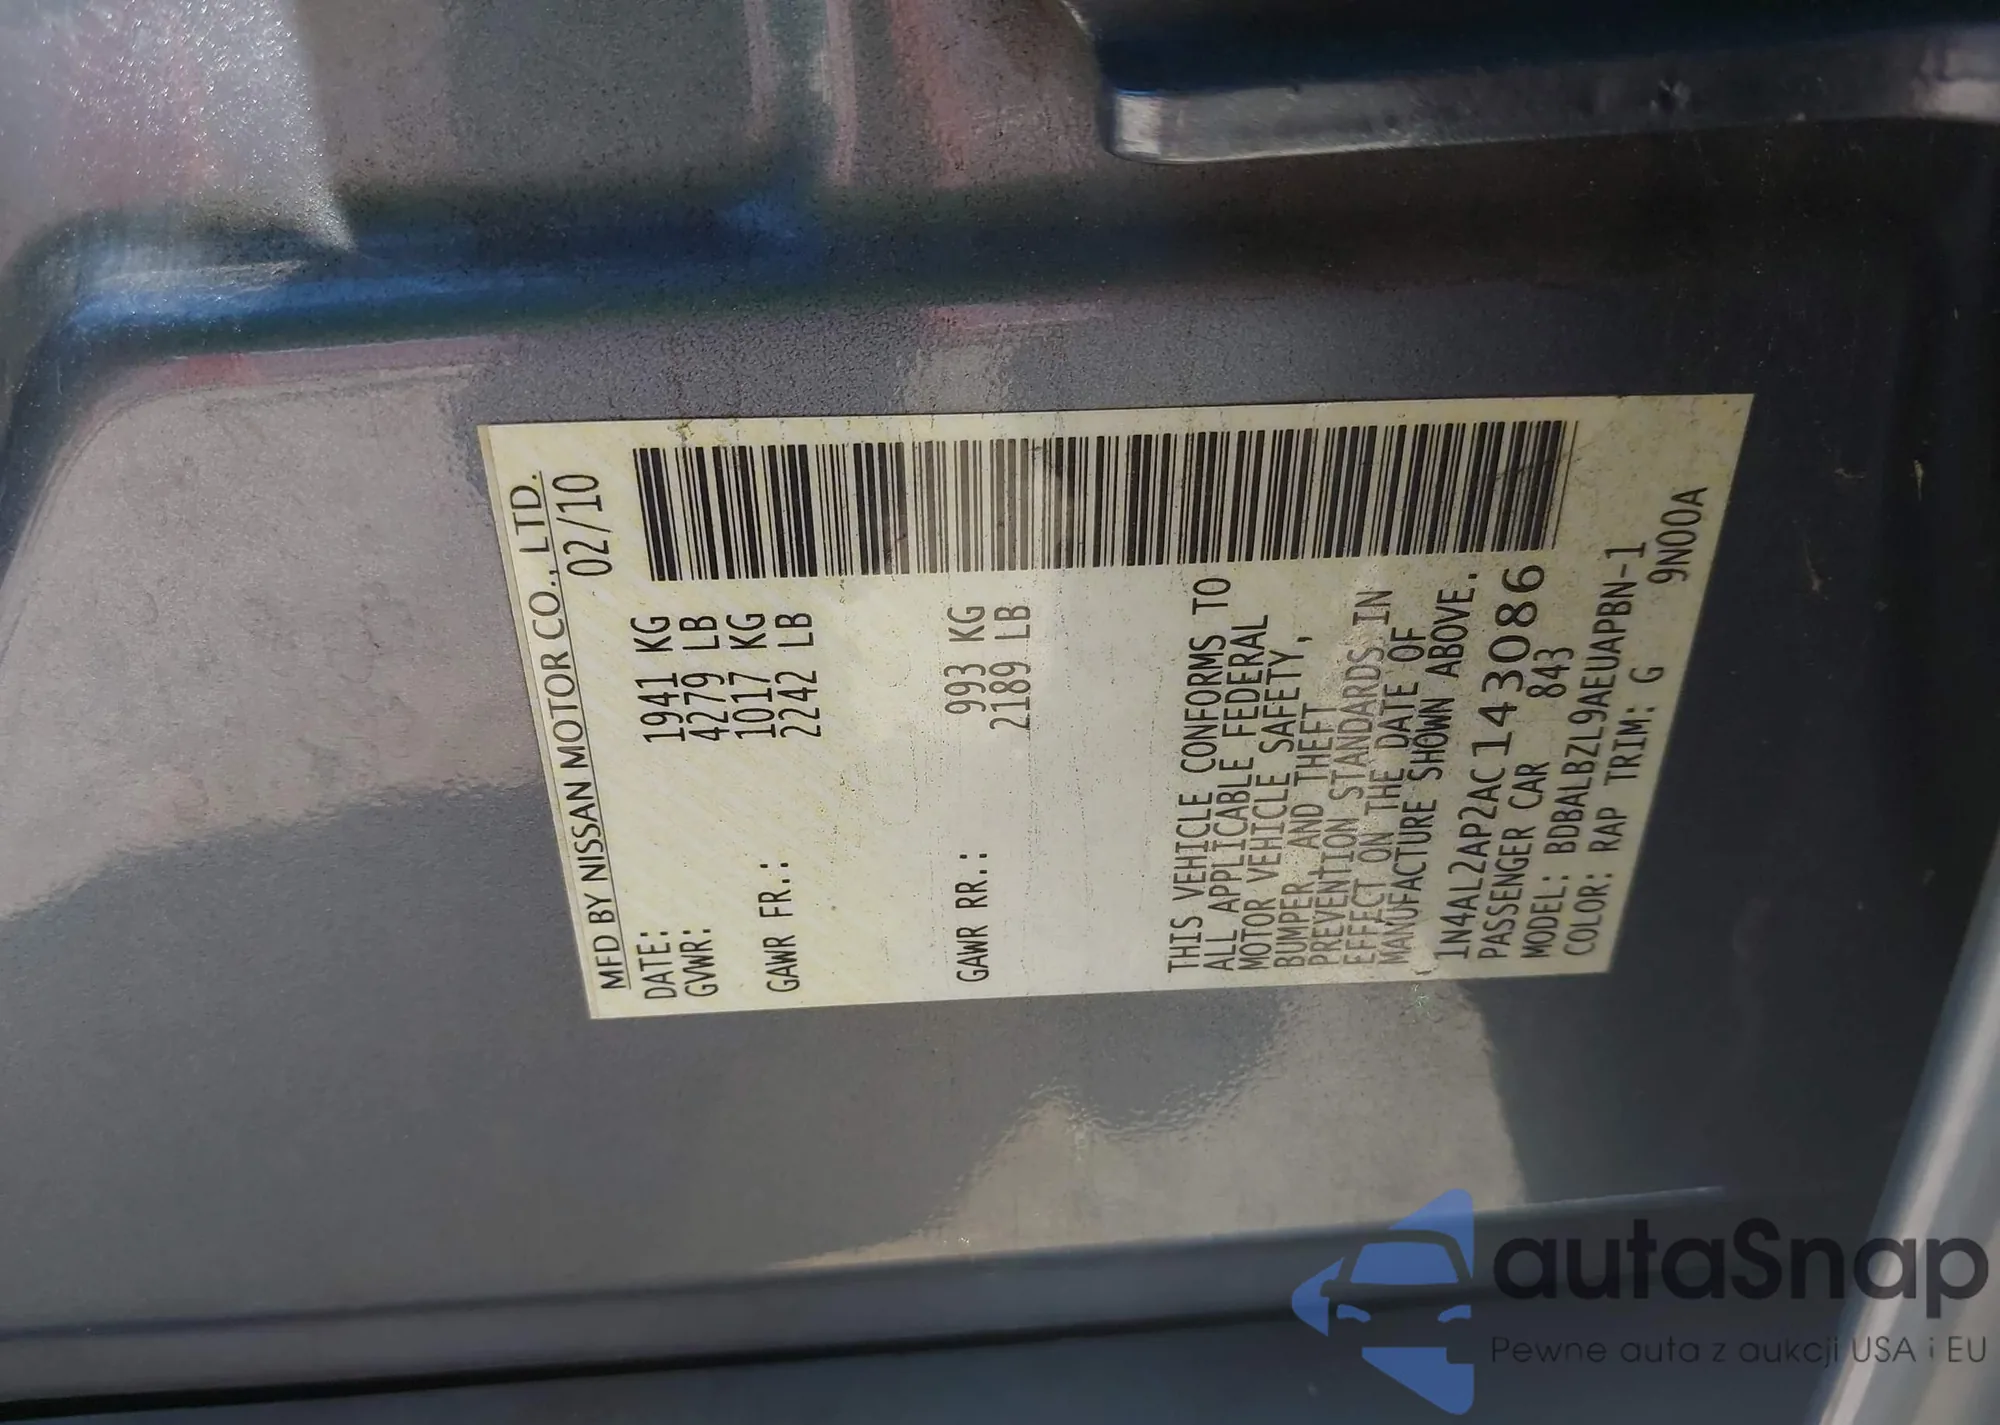 MFD BY NISSAN MOTOR CO., LTD.
DATE: 02/10
GVWR: 1941 KG
4279 LB
GAWR FR.: 1017 KG
2242 LB
GAWR RR.: 993 KG
2189 LB
THIS VEHICLE CONFORMS TO
ALL APPLICABLE FEDERAL
MOTOR VEHICLE SAFETY,
BUMPER, AND THEFT
PREVENTION STANDARDS IN
EFFECT ON THE DATE OF
MANUFACTURE SHOWN ABOVE.
1N4AL2AP2AC143086
PASSENGER CAR 843
MODEL: BDBALBZL9AEUAPBN-1
COLOR: RAP TRIM: G 9N00A
autaSnap
Pewne auta z aukcji USA i EU